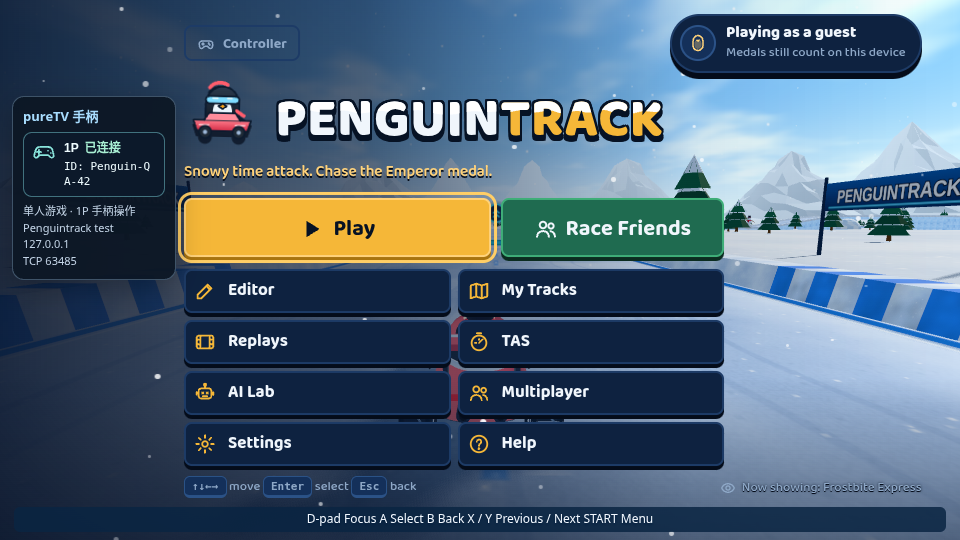 Controller
Playing as a guest
Medals still count on this device
pureTV 手柄
1P 已连接
ID: Penguin-Q
A-42
单人游戏 · 1P 手柄操作
Penguintrack test
127.0.0.1
TCP 63485
PENGUINTRACK
Snowy time attack. Chase the Emperor medal.
PENGUINTRACK
Play
Race Friends
Editor
My Tracks
Replays
TAS
AI Lab
Multiplayer
Settings
Help
↑↓←→ move Enter select Esc back
Now showing: Frostbite Express
D-pad Focus A Select B Back X / Y Previous / Next START Menu